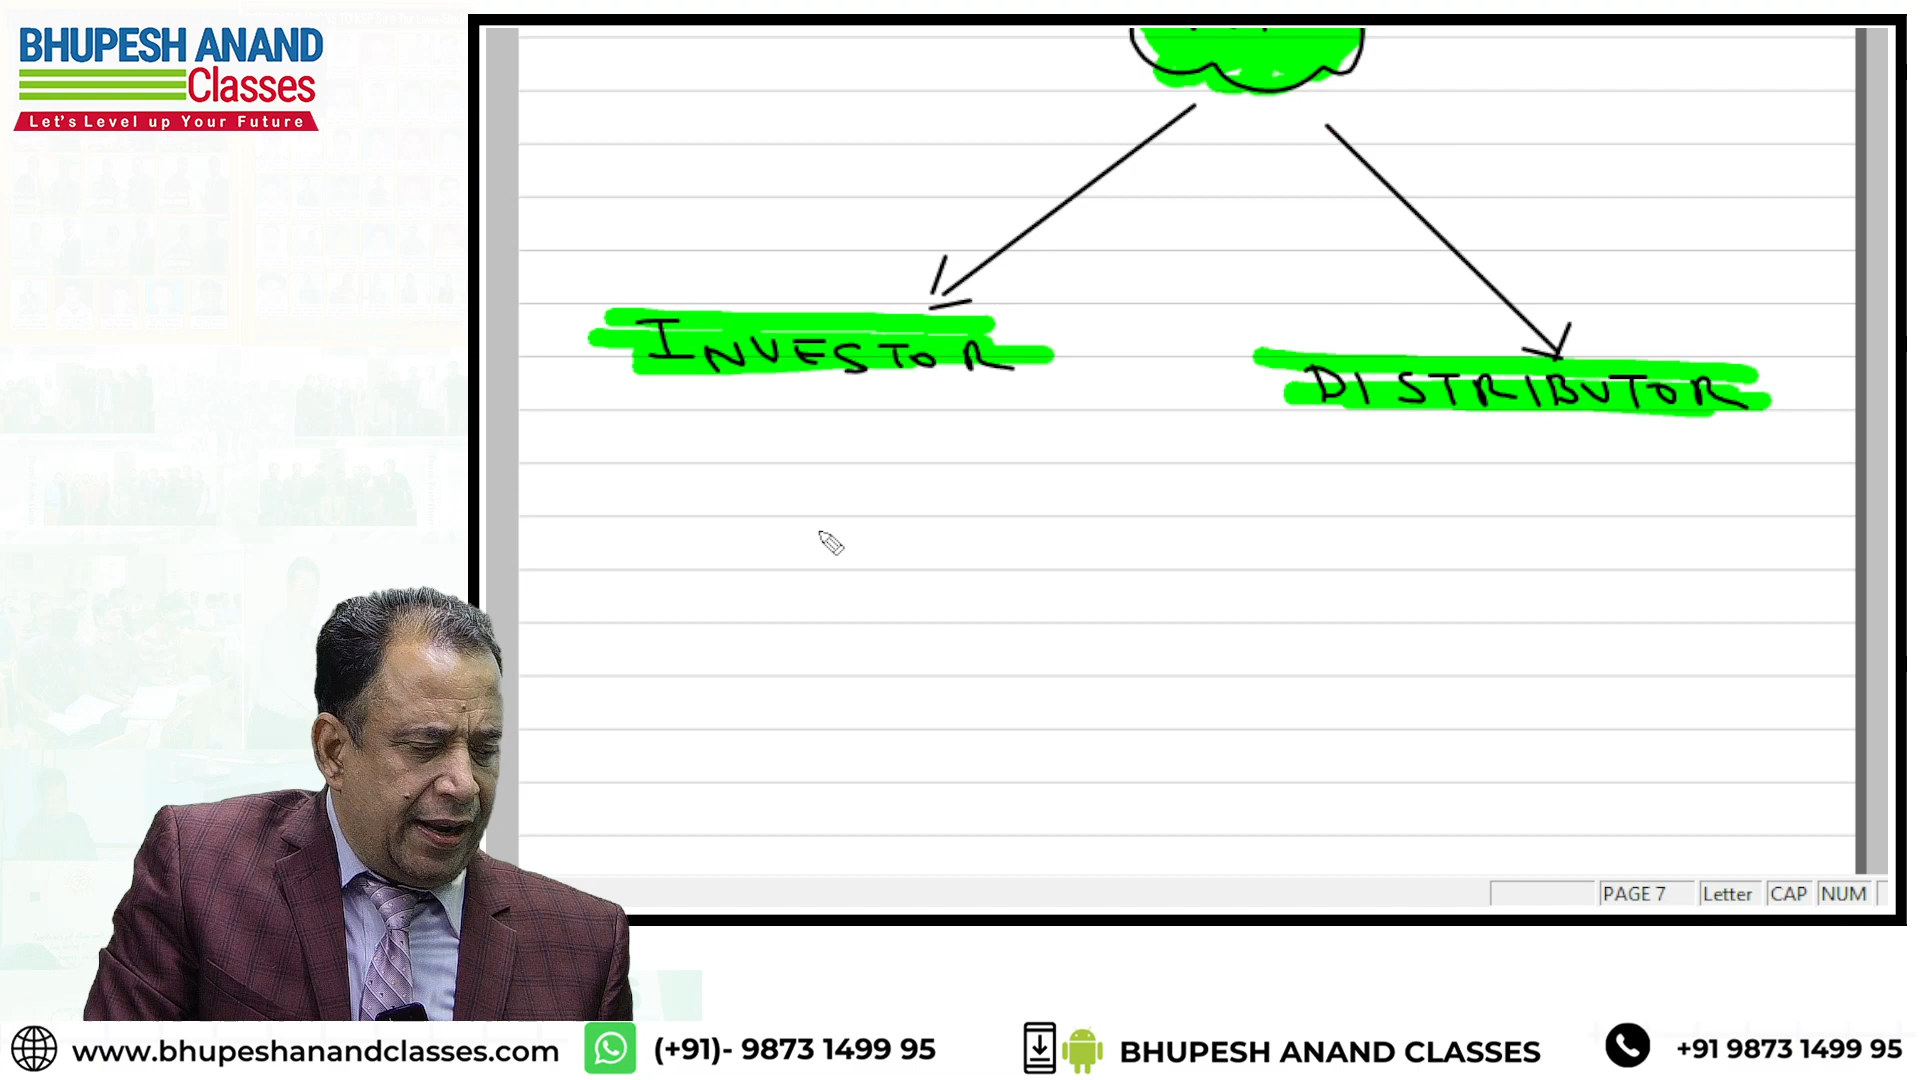 BHUPESH ANAND
Classes
Let's Level up Your Future
INVESTOR
DISTRIBUTOR
PAGE 7 Letter CAP NUM
www.bhupeshanandclasses.com (+91)- 9873 1499 95 BHUPESH ANAND CLASSES +91 9873 1499 95